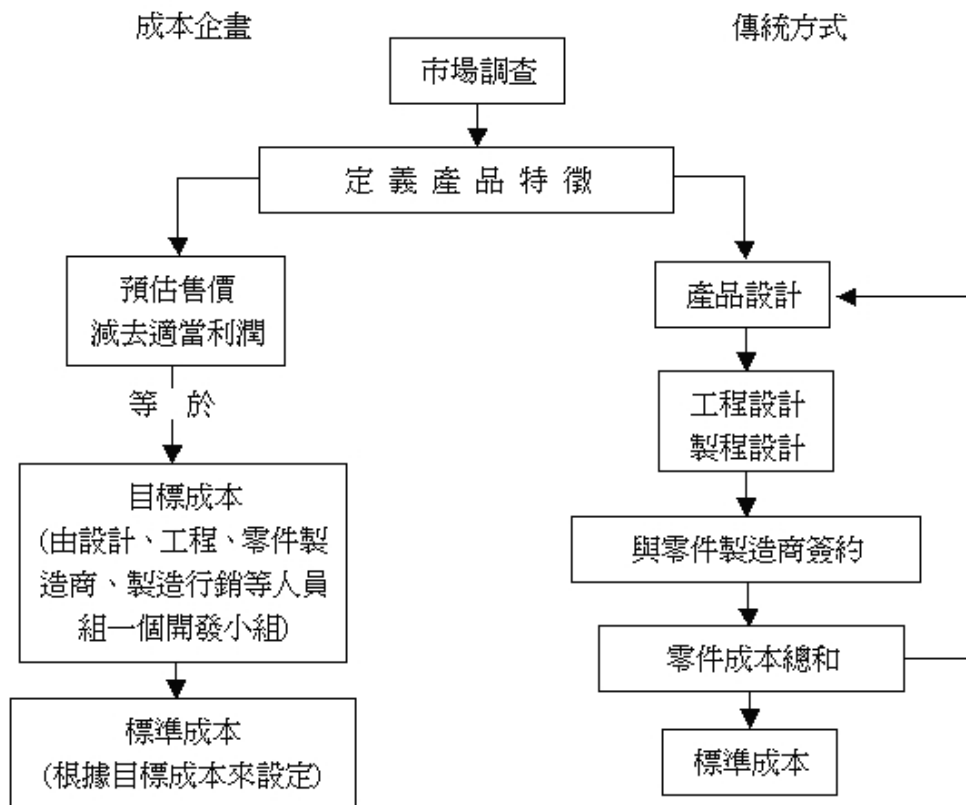 成本企畫
傳統方式
市場調查
定義產品特徵
預估售價
減去適當利潤
等於
目標成本
(由設計、工程、零件製
造商、製造行銷等人員
組一個開發小組)
標準成本
(根據目標成本來設定)
產品設計
工程設計
製程設計
與零件製造商簽約
零件成本總和
標準成本